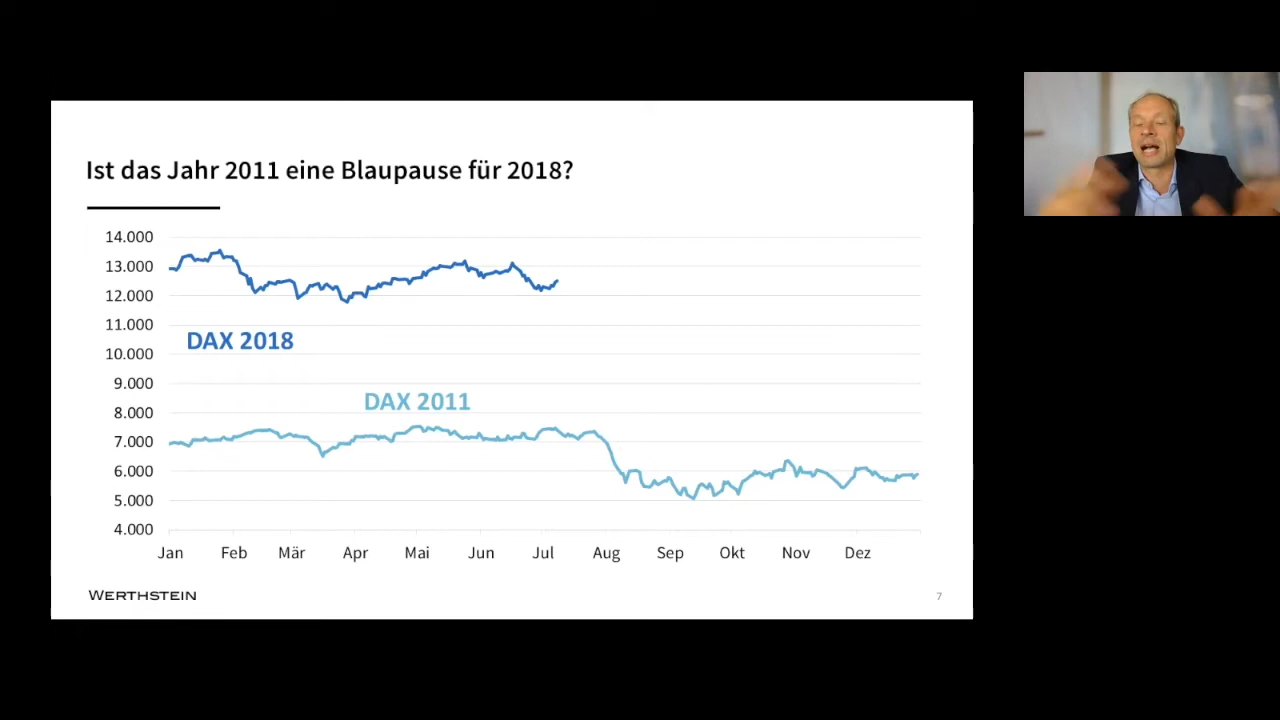 Ist das Jahr 2011 eine Blaupause für 2018?
14.000
13.000
12.000
11.000
DAX 2018
10.000
9.000
DAX 2011
8.000
7.000
6.000
5.000
4.000
Jan Feb Mär Apr Mai Jun Jul Aug Sep Okt Nov Dez
WERTHSTEIN
7